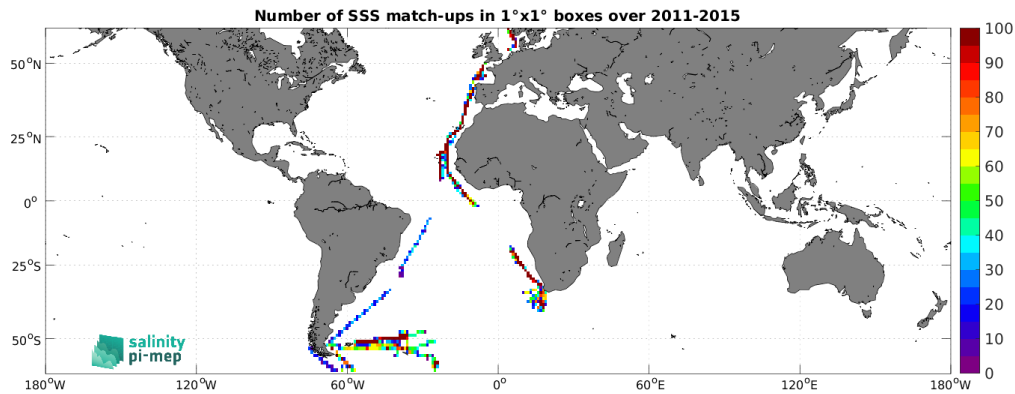 Number of SSS match-ups in 1°x1° boxes over 2011-2015
50°N
25°N
0°
25°S
50°S
180°W
120°W
60°W
0°
60°E
120°E
180°W
100
90
80
70
60
50
40
30
20
10
0
salinity
pi-mep